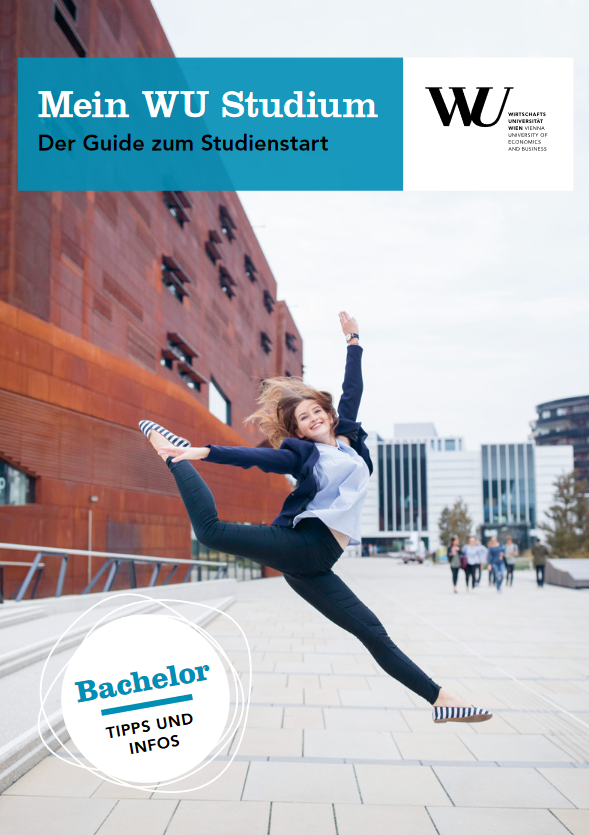 Mein WU Studium
Der Guide zum Studienstart
WU
WIRTSCHAFTS
UNIVERSITÄT
WIEN VIENNA
UNIVERSITY OF
ECONOMICS
AND BUSINESS
Bachelor
TIPPS UND
INFOS